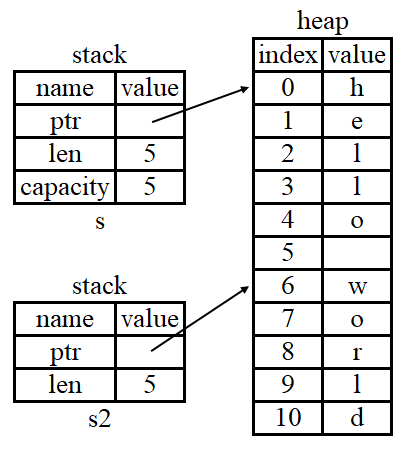 stack
name value
ptr
len 5
capacity 5
s
stack
name value
ptr
len 5
s2
heap
index value
0 h
1 e
2 l
3 l
4 o
5
6 w
7 o
8 r
9 l
10 d